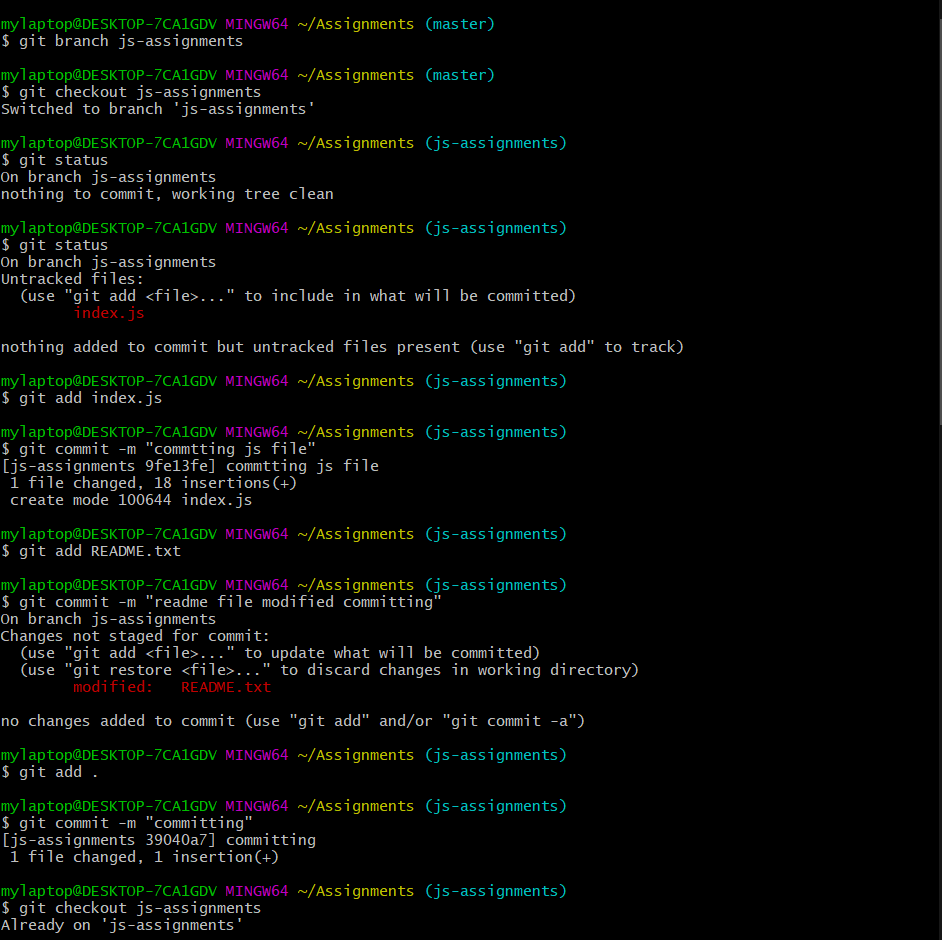 mylaptop@DESKTOP-7CA1GDV MINGW64 ~/Assignments (master)
$ git branch js-assignments
mylaptop@DESKTOP-7CA1GDV MINGW64 ~/Assignments (master)
$ git checkout js-assignments
Switched to branch 'js-assignments'
mylaptop@DESKTOP-7CA1GDV MINGW64 ~/Assignments (js-assignments)
$ git status
On branch js-assignments
nothing to commit, working tree clean
mylaptop@DESKTOP-7CA1GDV MINGW64 ~/Assignments (js-assignments)
$ git status
On branch js-assignments
Untracked files:
(use "git add <file>..." to include in what will be committed)
index.js
nothing added to commit but untracked files present (use "git add" to track)
mylaptop@DESKTOP-7CA1GDV MINGW64 ~/Assignments (js-assignments)
$ git add index.js
mylaptop@DESKTOP-7CA1GDV MINGW64 ~/Assignments (js-assignments)
$ git commit -m "commtting js file"
[js-assignments 9fe13fe] commtting js file
1 file changed, 18 insertions(+)
create mode 100644 index.js
mylaptop@DESKTOP-7CA1GDV MINGW64 ~/Assignments (js-assignments)
$ git add README.txt
mylaptop@DESKTOP-7CA1GDV MINGW64 ~/Assignments (js-assignments)
$ git commit -m "readme file modified committing"
On branch js-assignments
Changes not staged for commit:
(use "git add <file>..." to update what will be committed)
(use "git restore <file>..." to discard changes in working directory)
modified:   README.txt
no changes added to commit (use "git add" and/or "git commit -a")
mylaptop@DESKTOP-7CA1GDV MINGW64 ~/Assignments (js-assignments)
$ git add .
mylaptop@DESKTOP-7CA1GDV MINGW64 ~/Assignments (js-assignments)
$ git commit -m "committing"
[js-assignments 39040a7] committing
1 file changed, 1 insertion(+)
mylaptop@DESKTOP-7CA1GDV MINGW64 ~/Assignments (js-assignments)
$ git checkout js-assignments
Already on 'js-assignments'